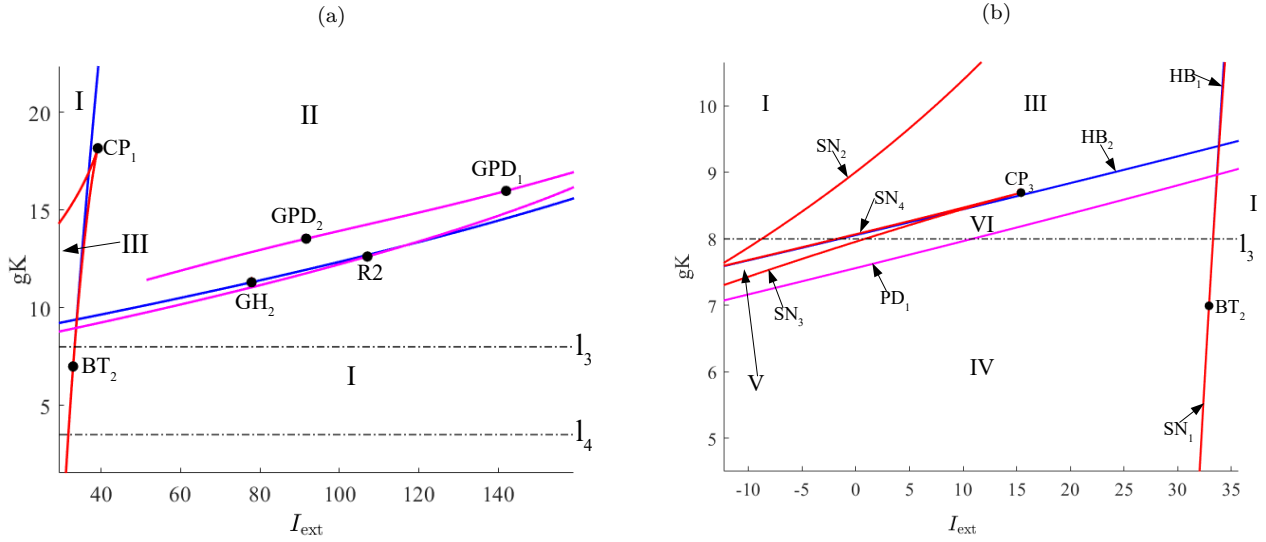 (a)
I
II
20
CP₁
GPD₁
15
GPD₂
III
gK
R2
GH₂
10
l₃
BT₂
I
5
l₄
40
60
80
100
120
140
I_ext
(b)
HB₁
10
I
III
SN₂
HB₂
9
CP₃
SN₄
I
VI
8
l₃
gK
PD₁
SN₃
7
BT₂
V
6
IV
SN₁
5
-10
-5
0
5
10
15
20
25
30
35
I_ext